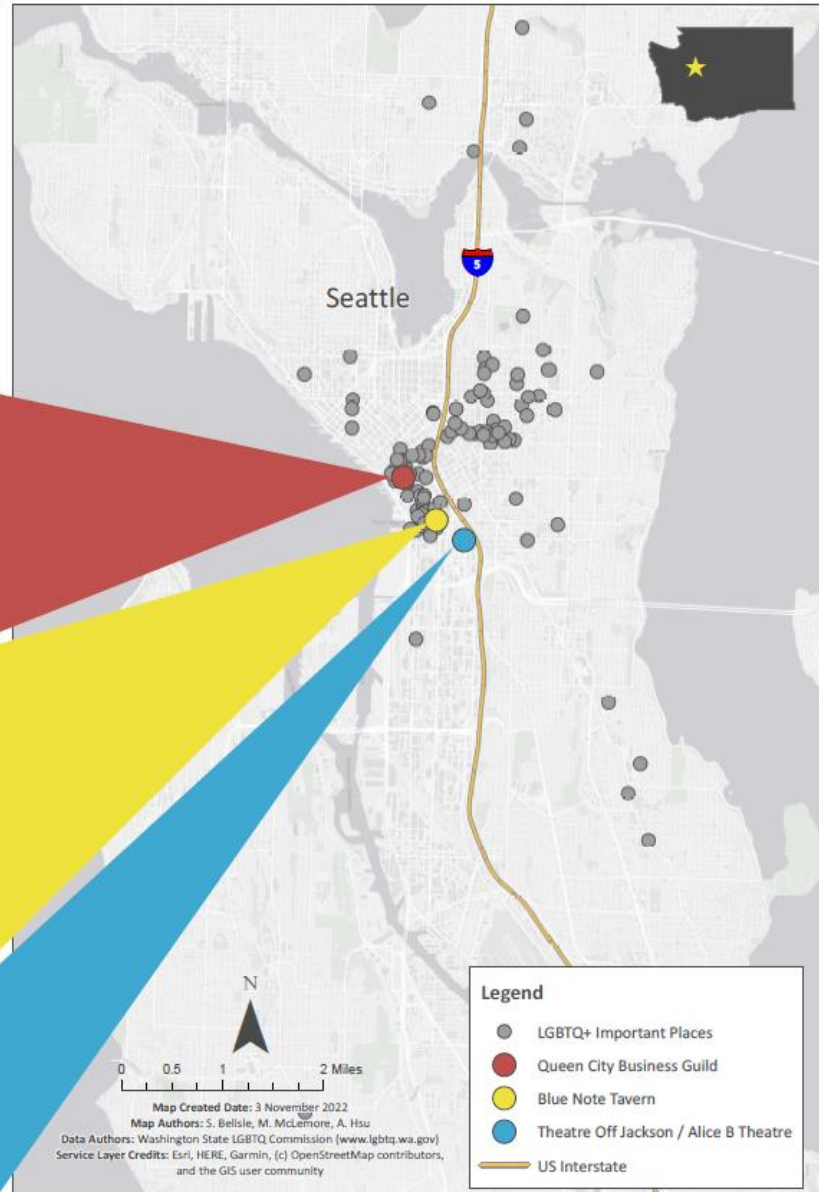 5
Seattle
N
0 0.5 1 2 Miles
Map Created Date: 3 November 2022
Map Authors: S. Belisle, M. McLemore, A. Hsu
Data Authors: Washington State LGBTQ Commission (www.lgbtq.wa.gov)
Service Layer Credits: Esri, HERE, Garmin, (c) OpenStreetMap contributors,
and the GIS user community
Legend
LGBTQ+ Important Places
Queen City Business Guild
Blue Note Tavern
Theatre Off Jackson / Alice B Theatre
US Interstate